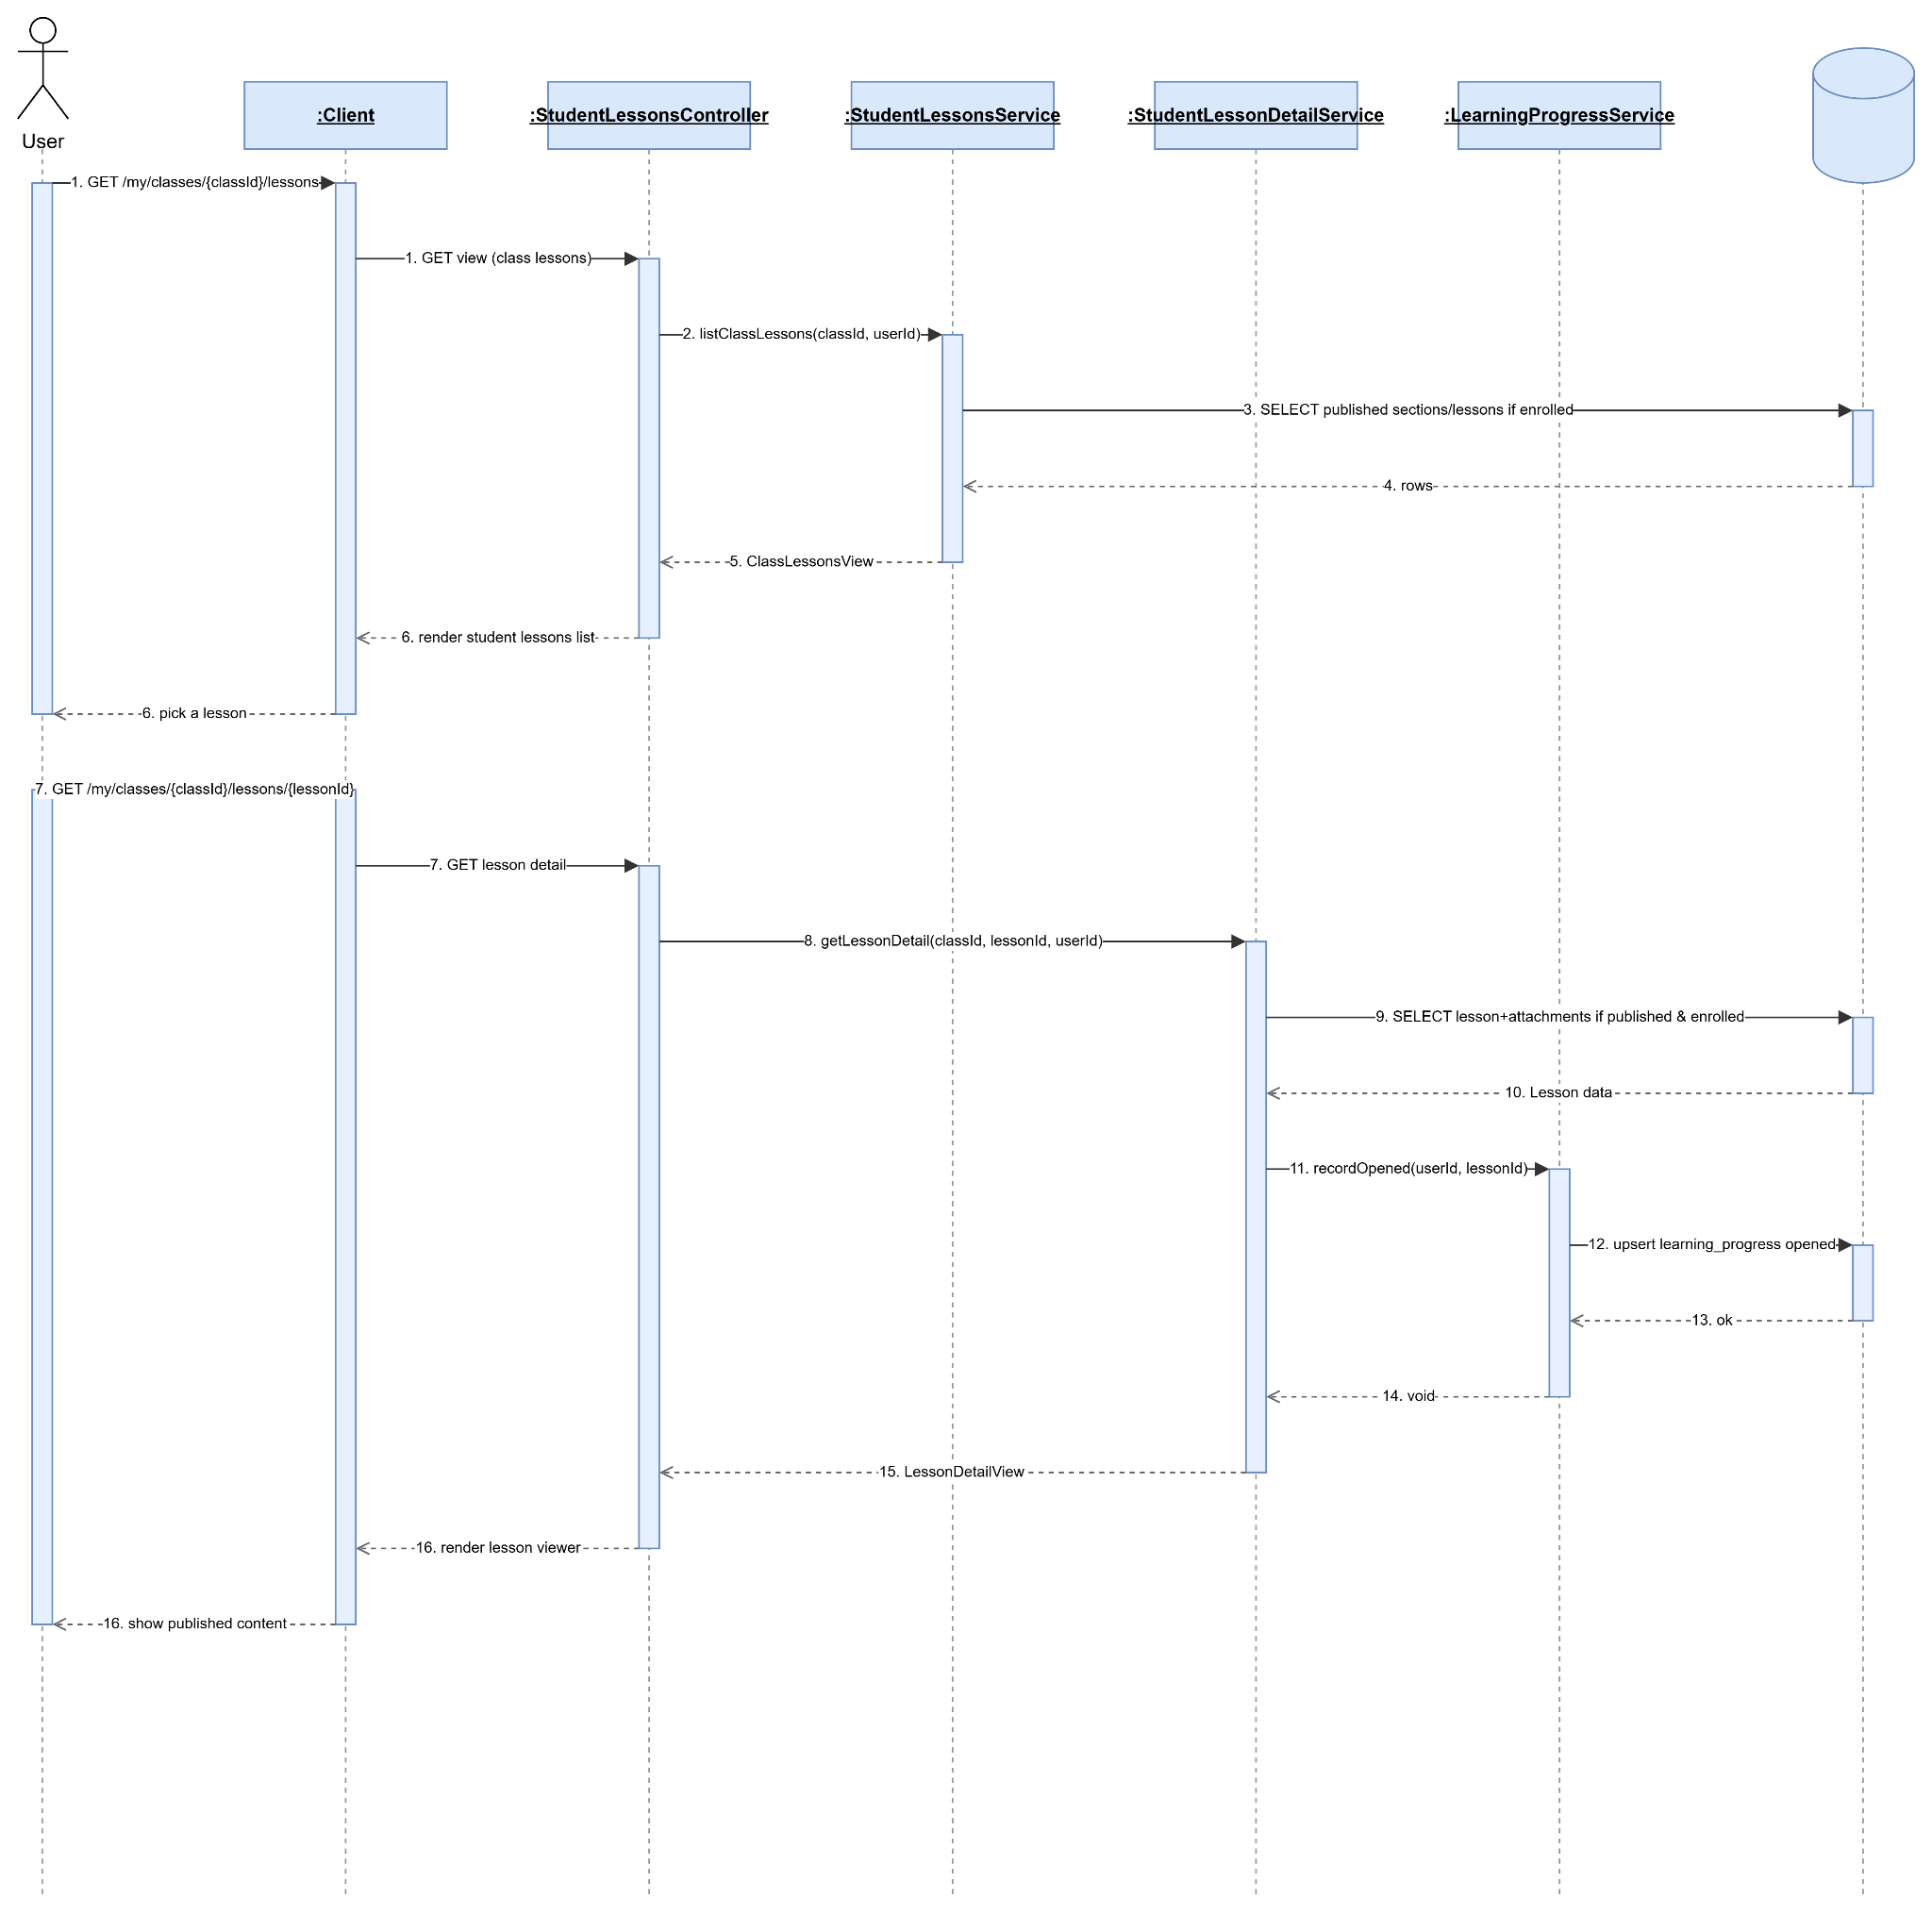 User
:Client
:StudentLessonsController
:StudentLessonsService
:StudentLessonDetailService
:LearningProgressService
1. GET /my/classes/{classId}/lessons
1. GET view (class lessons)
2. listClassLessons(classId, userId)
3. SELECT published sections/lessons if enrolled
4. rows
5. ClassLessonsView
6. render student lessons list
6. pick a lesson
7. GET /my/classes/{classId}/lessons/{lessonId}
7. GET lesson detail
8. getLessonDetail(classId, lessonId, userId)
9. SELECT lesson+attachments if published & enrolled
10. Lesson data
11. recordOpened(userId, lessonId)
12. upsert learning_progress opened
13. ok
14. void
15. LessonDetailView
16. render lesson viewer
16. show published content